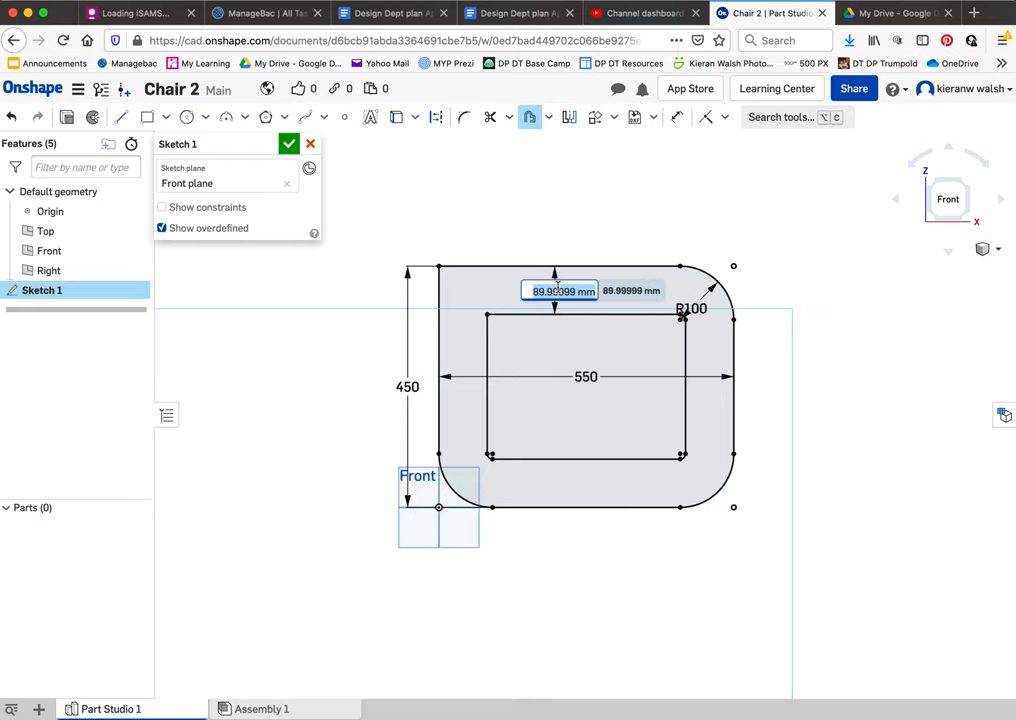 Loading iSAMS...
ManageBac | All Tas
Design Dept plan Ap
Design Dept plan Ap
Channel dashboard
Chair 2 | Part Studio
My Drive - Google D
https://cad.onshape.com/documents/d6bcb91abda3364691cbe7b5/w/0ed7bad449702c066be9275e
Search
Announcements
Managebac
My Learning
My Drive - Google D...
Yahoo Mail
MYP Prezi
DP DT Base Camp
DP DT Resources
Kieran Walsh Photo...
500 PX
DT DP Trumpold
OneDrive
Onshape
Chair 2 Main
0
0
0
App Store
Learning Center
Share
kieranw walsh
Search tools...
C
Features (5)
Filter by name or type
Default geometry
Origin
Top
Front
Right
Sketch 1
Parts (0)
Sketch 1
Sketch plane
Front plane
Show constraints
Show overdefined
Z
Front
X
89.99999 mm
R100
550
450
Front
Part Studio 1
Assembly 1